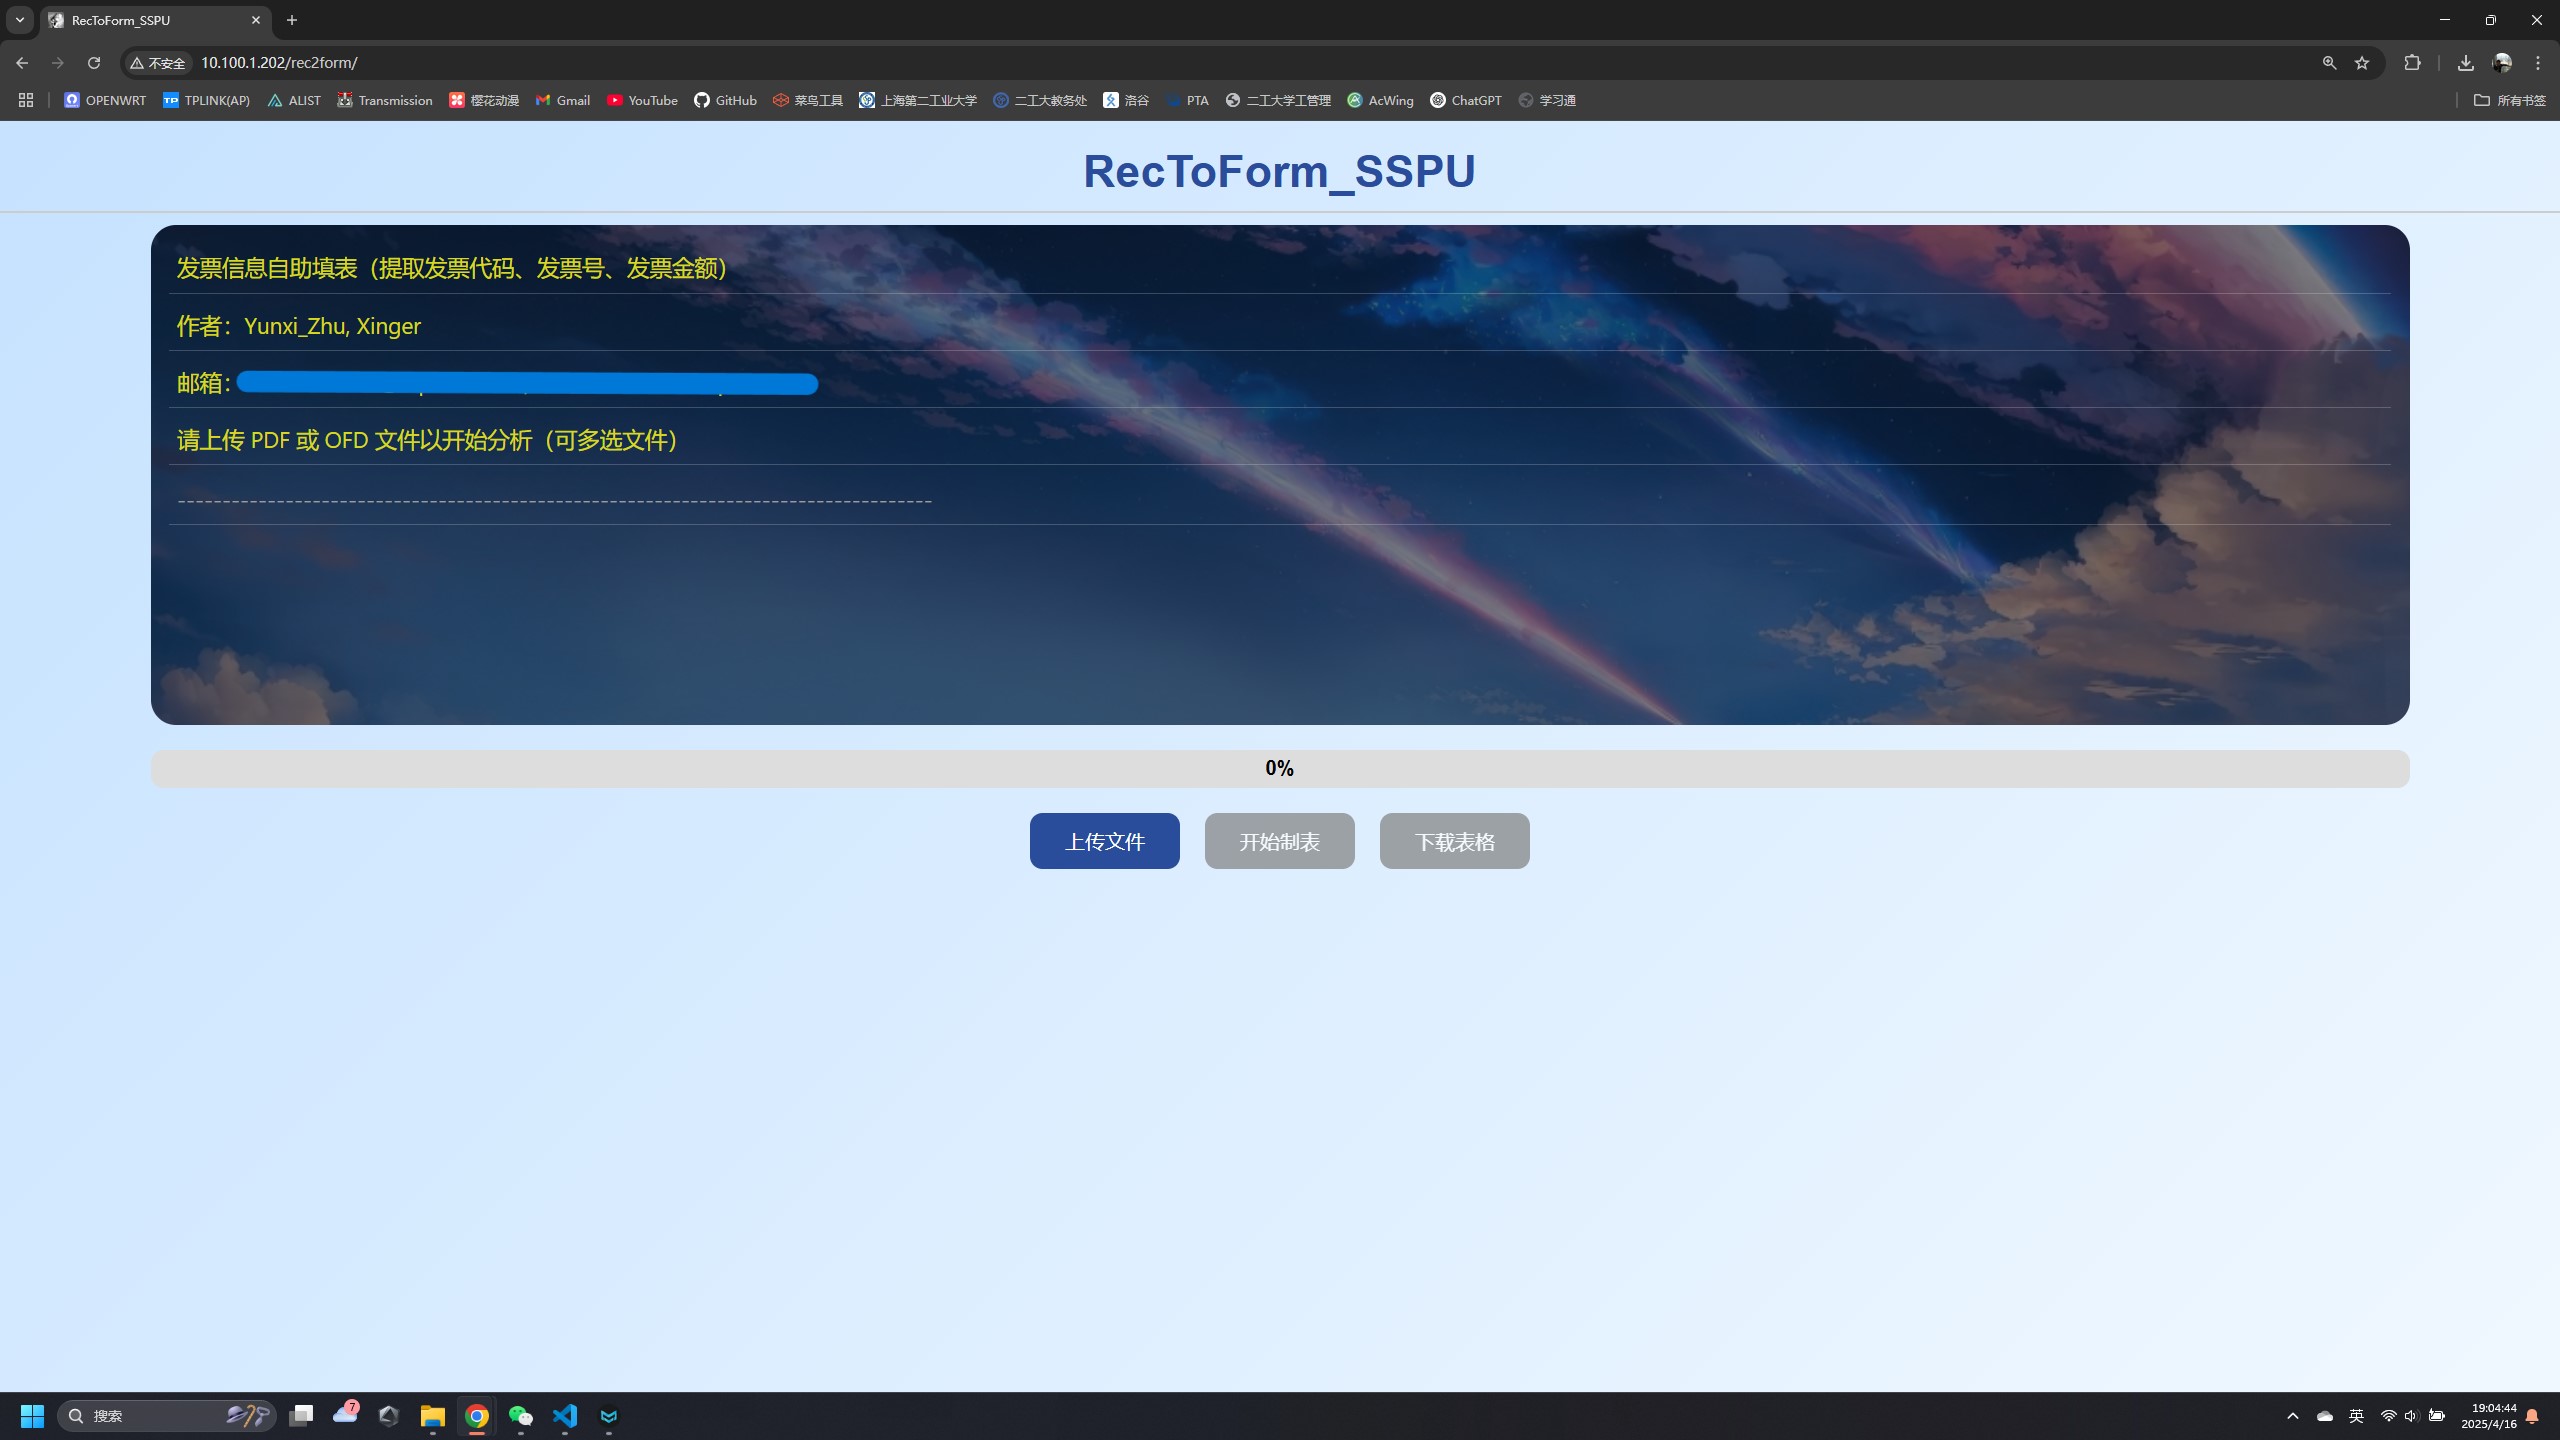 RecToForm_SSPU
不安全 10.100.1.202/rec2form/
OPENWRT TPLINK(AP) ALIST Transmission 樱花动漫 Gmail YouTube GitHub 菜鸟工具 上海第二工业大学 二工大教务处 洛谷 PTA 二工大学工管理 AcWing ChatGPT 学习通 所有书签
RecToForm_SSPU
发票信息自助填表（提取发票代码、发票号、发票金额）
作者：Yunxi_Zhu, Xinger
邮箱：
请上传 PDF 或 OFD 文件以开始分析（可多选文件）
------------------------------------------------------------------------------------
0%
上传文件 开始制表 下载表格
搜索 7 英 19:04:44
2025/4/16